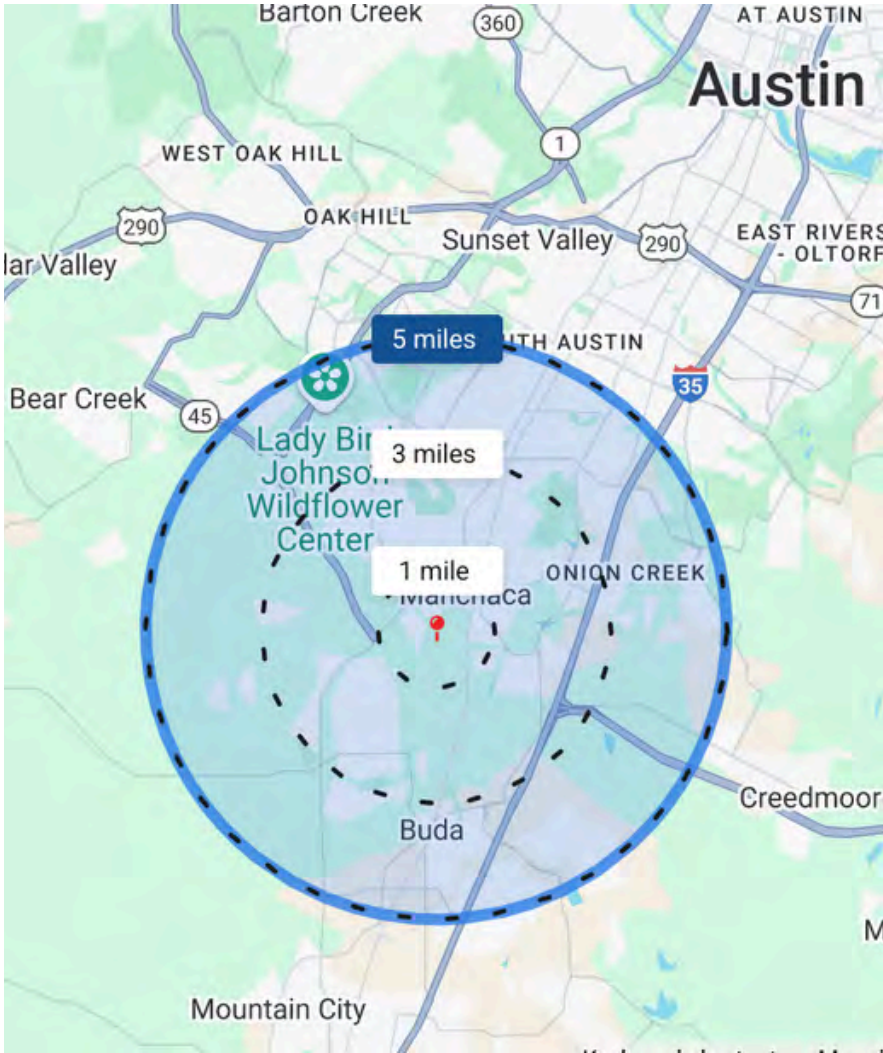 Barton Creek
360
AT AUSTIN
Austin
1
WEST OAK HILL
OAK HILL
290
Sunset Valley
290
EAST RIVERS
- OLTORF
lar Valley
71
5 miles
UTH AUSTIN
35
Bear Creek
45
Lady Bird
Johnson
Wildflower
Center
3 miles
1 mile
ONION CREEK
Manchaca
Creedmoor
Buda
M
Mountain City